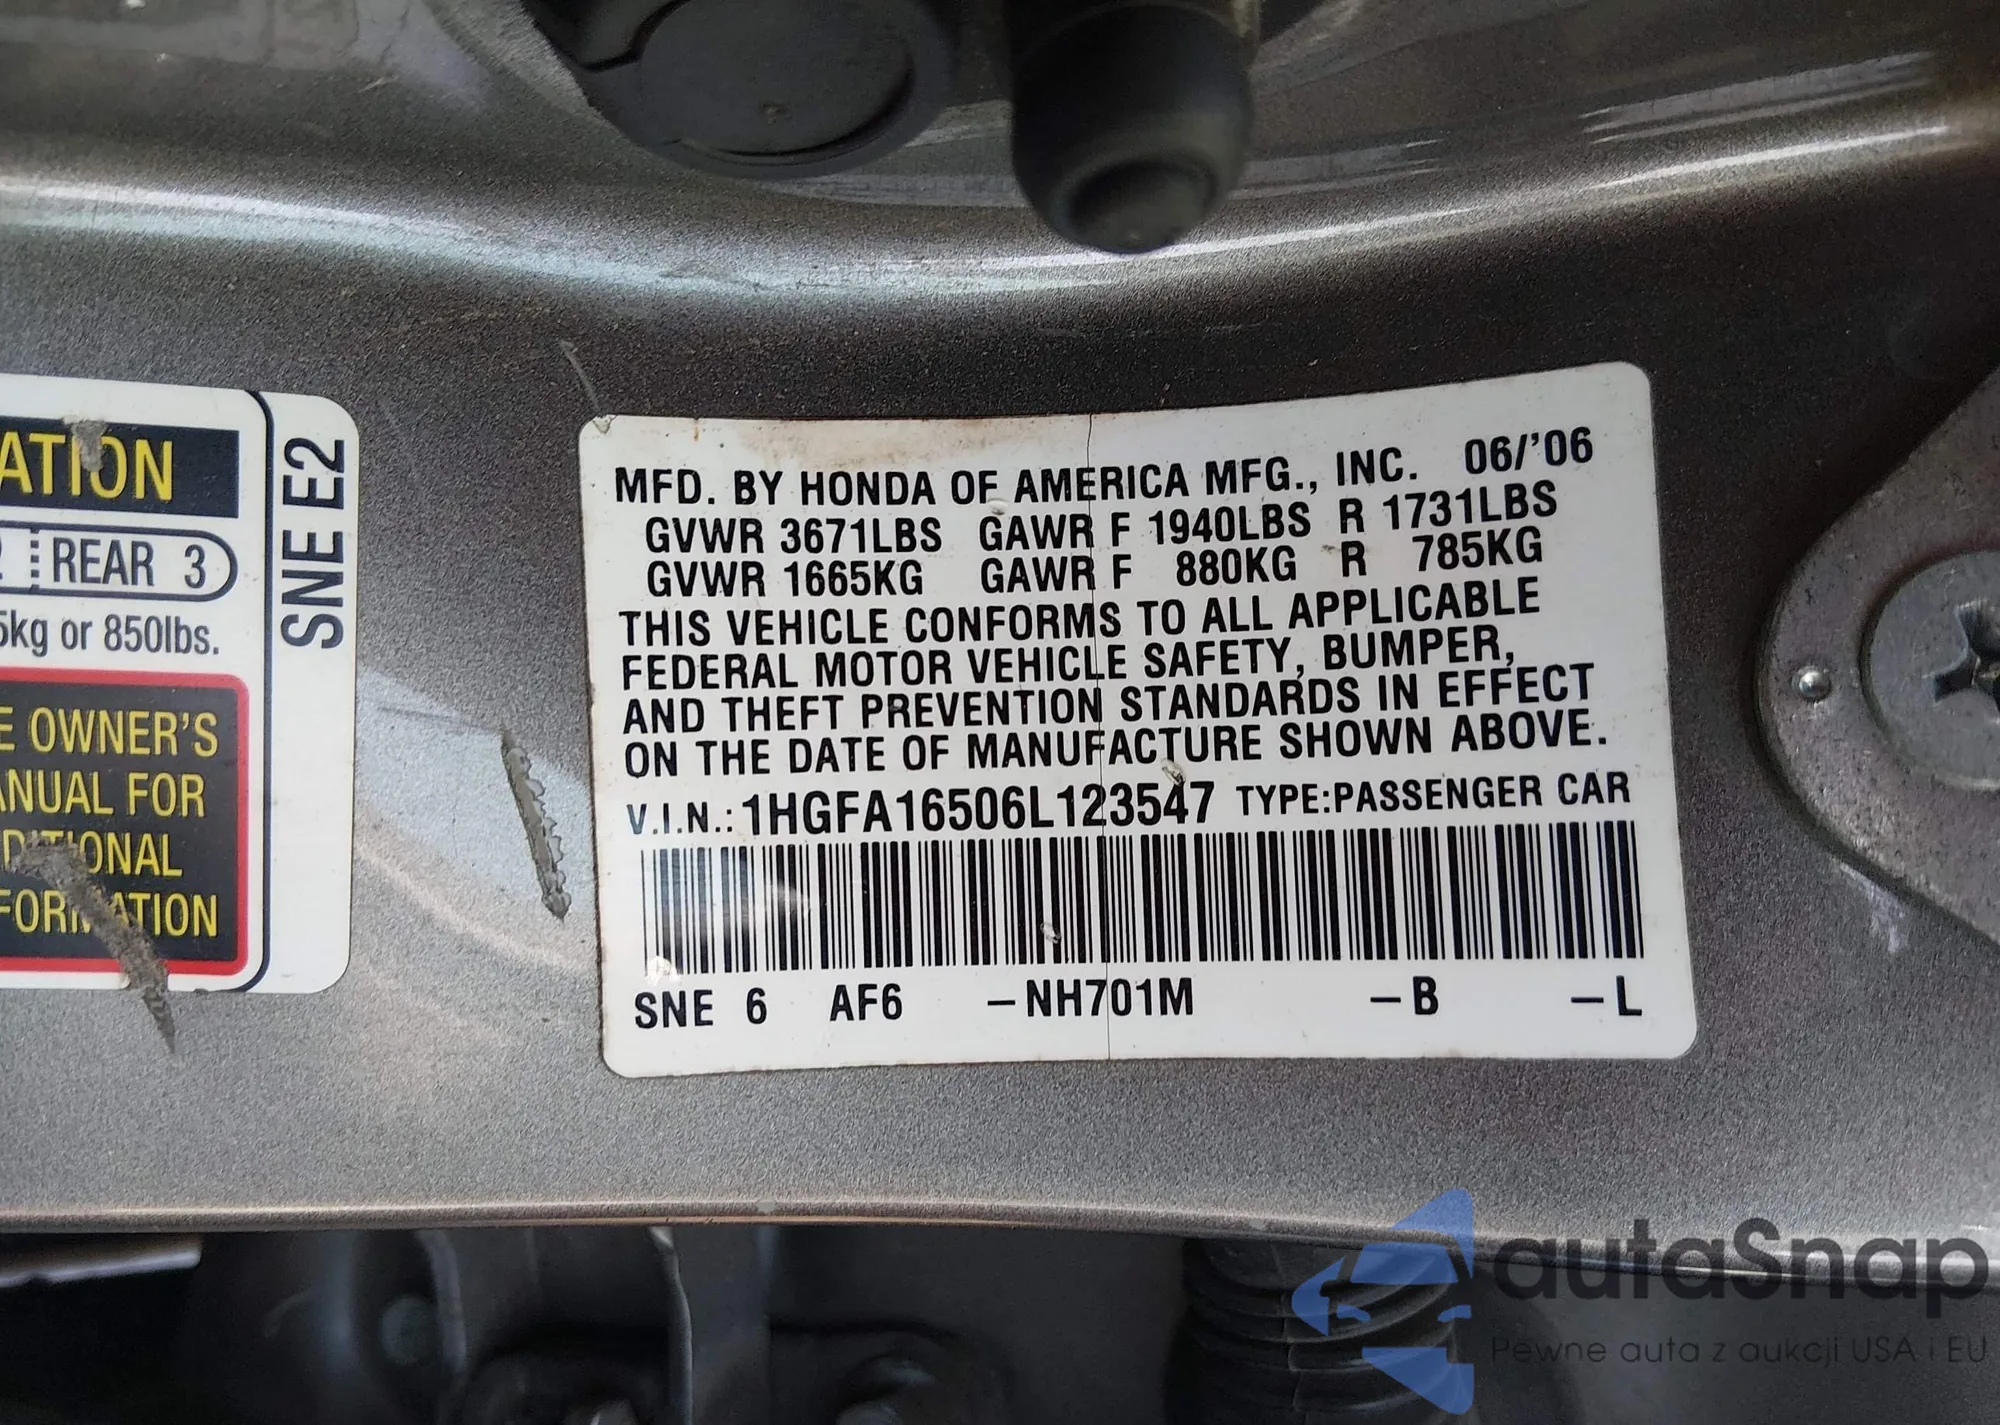 ATION
REAR 3
5kg or 850lbs.
OWNER'S
ANUAL FOR
SNE E2
MFD. BY HONDA OF AMERICA MFG., INC. 06/'06
GVWR 3671LBS GAWR F 1940LBS R 1731LBS
GVWR 1665KG GAWR F 880KG R 785KG
THIS VEHICLE CONFORMS TO ALL APPLICABLE
FEDERAL MOTOR VEHICLE SAFETY, BUMPER,
AND THEFT PREVENTION STANDARDS IN EFFECT
ON THE DATE OF MANUFACTURE SHOWN ABOVE.
V.I.N.: 1HGFA16506L123547 TYPE:PASSENGER CAR
SNE 6 AF6 –NH701M –B –L
autaSnap
Pewne auta z aukcji USA i EU